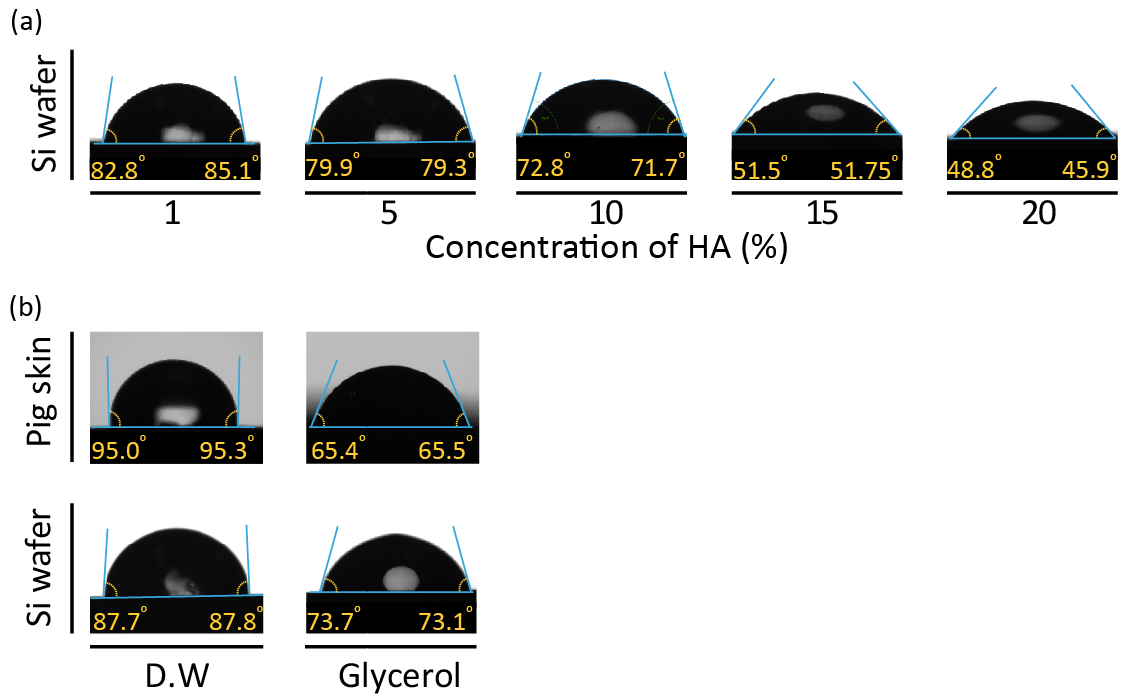 (a)
Si wafer
82.8° 85.1° 79.9° 79.3° 72.8° 71.7° 51.5° 51.75° 48.8° 45.9°
1 5 10 15 20
Concentration of HA (%)
(b)
Pig skin
95.0° 95.3° 65.4° 65.5°
Si wafer
87.7° 87.8° 73.7° 73.1°
D.W Glycerol